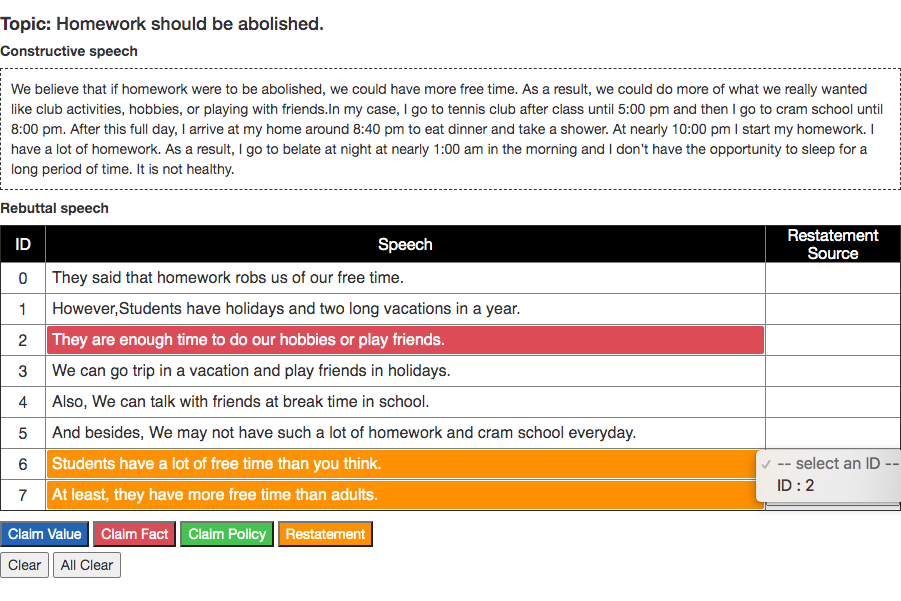 Topic: Homework should be abolished.
Constructive speech
We believe that if homework were to be abolished, we could have more free time. As a result, we could do more of what we really wanted
like club activities, hobbies, or playing with friends.In my case, I go to tennis club after class until 5:00 pm and then I go to cram school until
8:00 pm. After this full day, I arrive at my home around 8:40 pm to eat dinner and take a shower. At nearly 10:00 pm I start my homework. I
have a lot of homework. As a result, I go to belate at night at nearly 1:00 am in the morning and I don't have the opportunity to sleep for a
long period of time. It is not healthy.
Rebuttal speech
ID Speech Restatement
Source
0 They said that homework robs us of our free time.
1 However,Students have holidays and two long vacations in a year.
2 They are enough time to do our hobbies or play friends.
3 We can go trip in a vacation and play friends in holidays.
4 Also, We can talk with friends at break time in school.
5 And besides, We may not have such a lot of homework and cram school everyday.
6 Students have a lot of free time than you think. ✓ -- select an ID --
ID : 2
7 At least, they have more free time than adults.
Claim Value Claim Fact Claim Policy Restatement
Clear All Clear